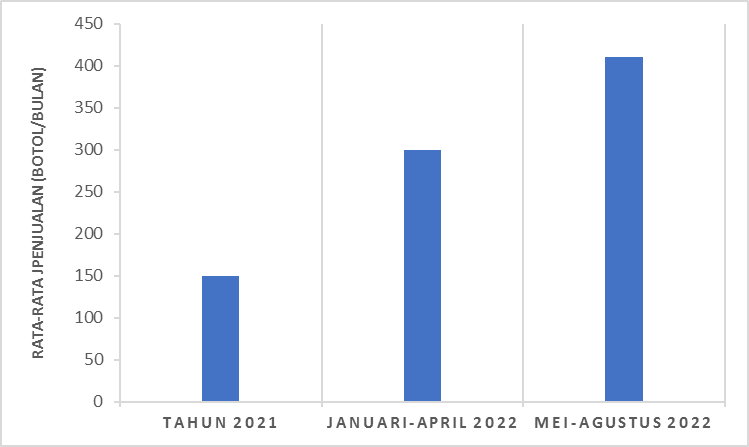 RATA-RATA JPENJUALAN (BOTOL/BULAN)
450
400
350
300
250
200
150
100
50
0
TAHUN 2021
JANUARI-APRIL 2022
MEI-AGUSTUS 2022